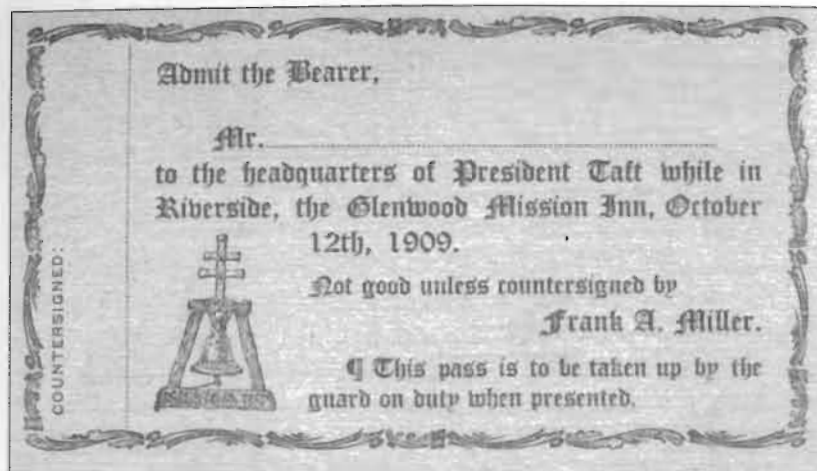 Admit the Bearer,
Mr.
to the headquarters of President Taft while in
Riverside, the Glenwood Mission Inn, October
12th, 1909.
Not good unless countersigned by
Frank A. Miller.
¶ This pass is to be taken up by the
guard on duty when presented.
COUNTERSIGNED: